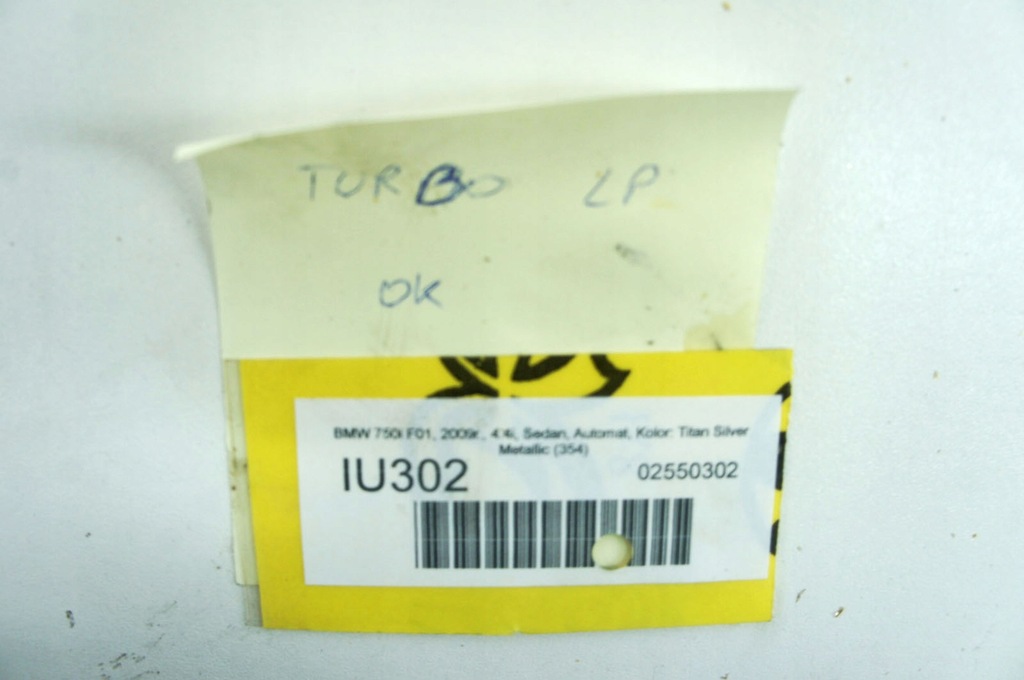 TURBO LP
OK
BMW 750i F01, 2009r., 4.4i, Sedan, Automat, Kolor: Titan Silver
Metallic (354)
IU302 02550302